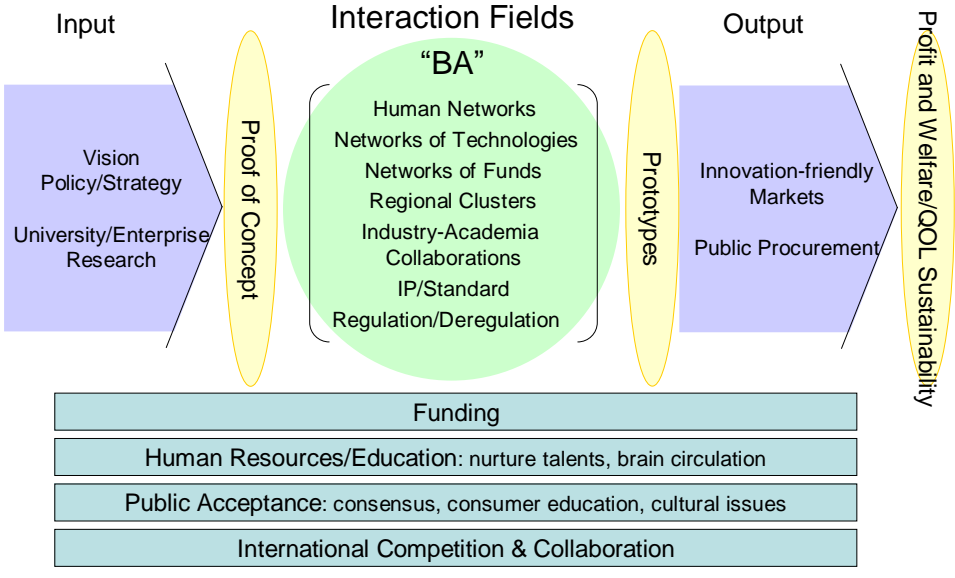 Input
Interaction Fields
Output
Vision
Policy/Strategy
University/Enterprise
Research
Proof of Concept
“BA”
Human Networks
Networks of Technologies
Networks of Funds
Regional Clusters
Industry-Academia
Collaborations
IP/Standard
Regulation/Deregulation
Prototypes
Innovation-friendly
Markets
Public Procurement
Profit and Welfare/QOL Sustainability
Funding
Human Resources/Education: nurture talents, brain circulation
Public Acceptance: consensus, consumer education, cultural issues
International Competition & Collaboration